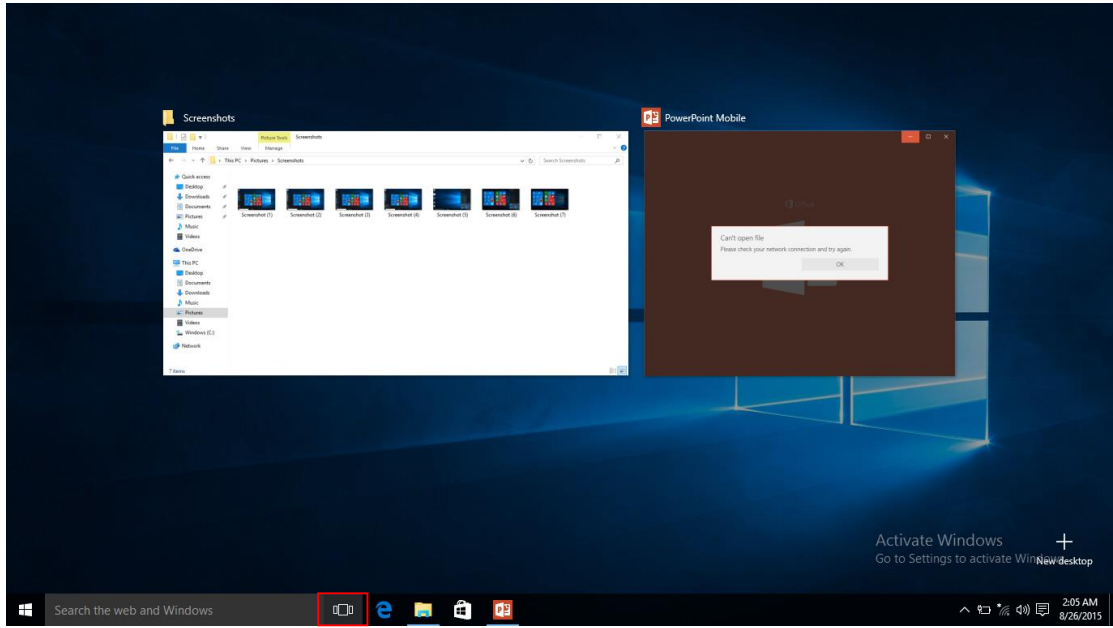 Screenshots
Picture Tools Screenshots
File Home Share View Manage
This PC › Pictures › Screenshots
Search Screenshots
Quick access
Desktop
Downloads
Documents
Pictures
Music
Videos
OneDrive
This PC
Desktop
Documents
Downloads
Music
Pictures
Videos
Windows (C:)
Network
Screenshot (1) Screenshot (2) Screenshot (3) Screenshot (4) Screenshot (5) Screenshot (6) Screenshot (7)
7 items
PowerPoint Mobile
Office
Can't open file
Please check your network connection and try again.
OK
Activate Windows
Go to Settings to activate Windows
New desktop
Search the web and Windows
2:05 AM
8/26/2015